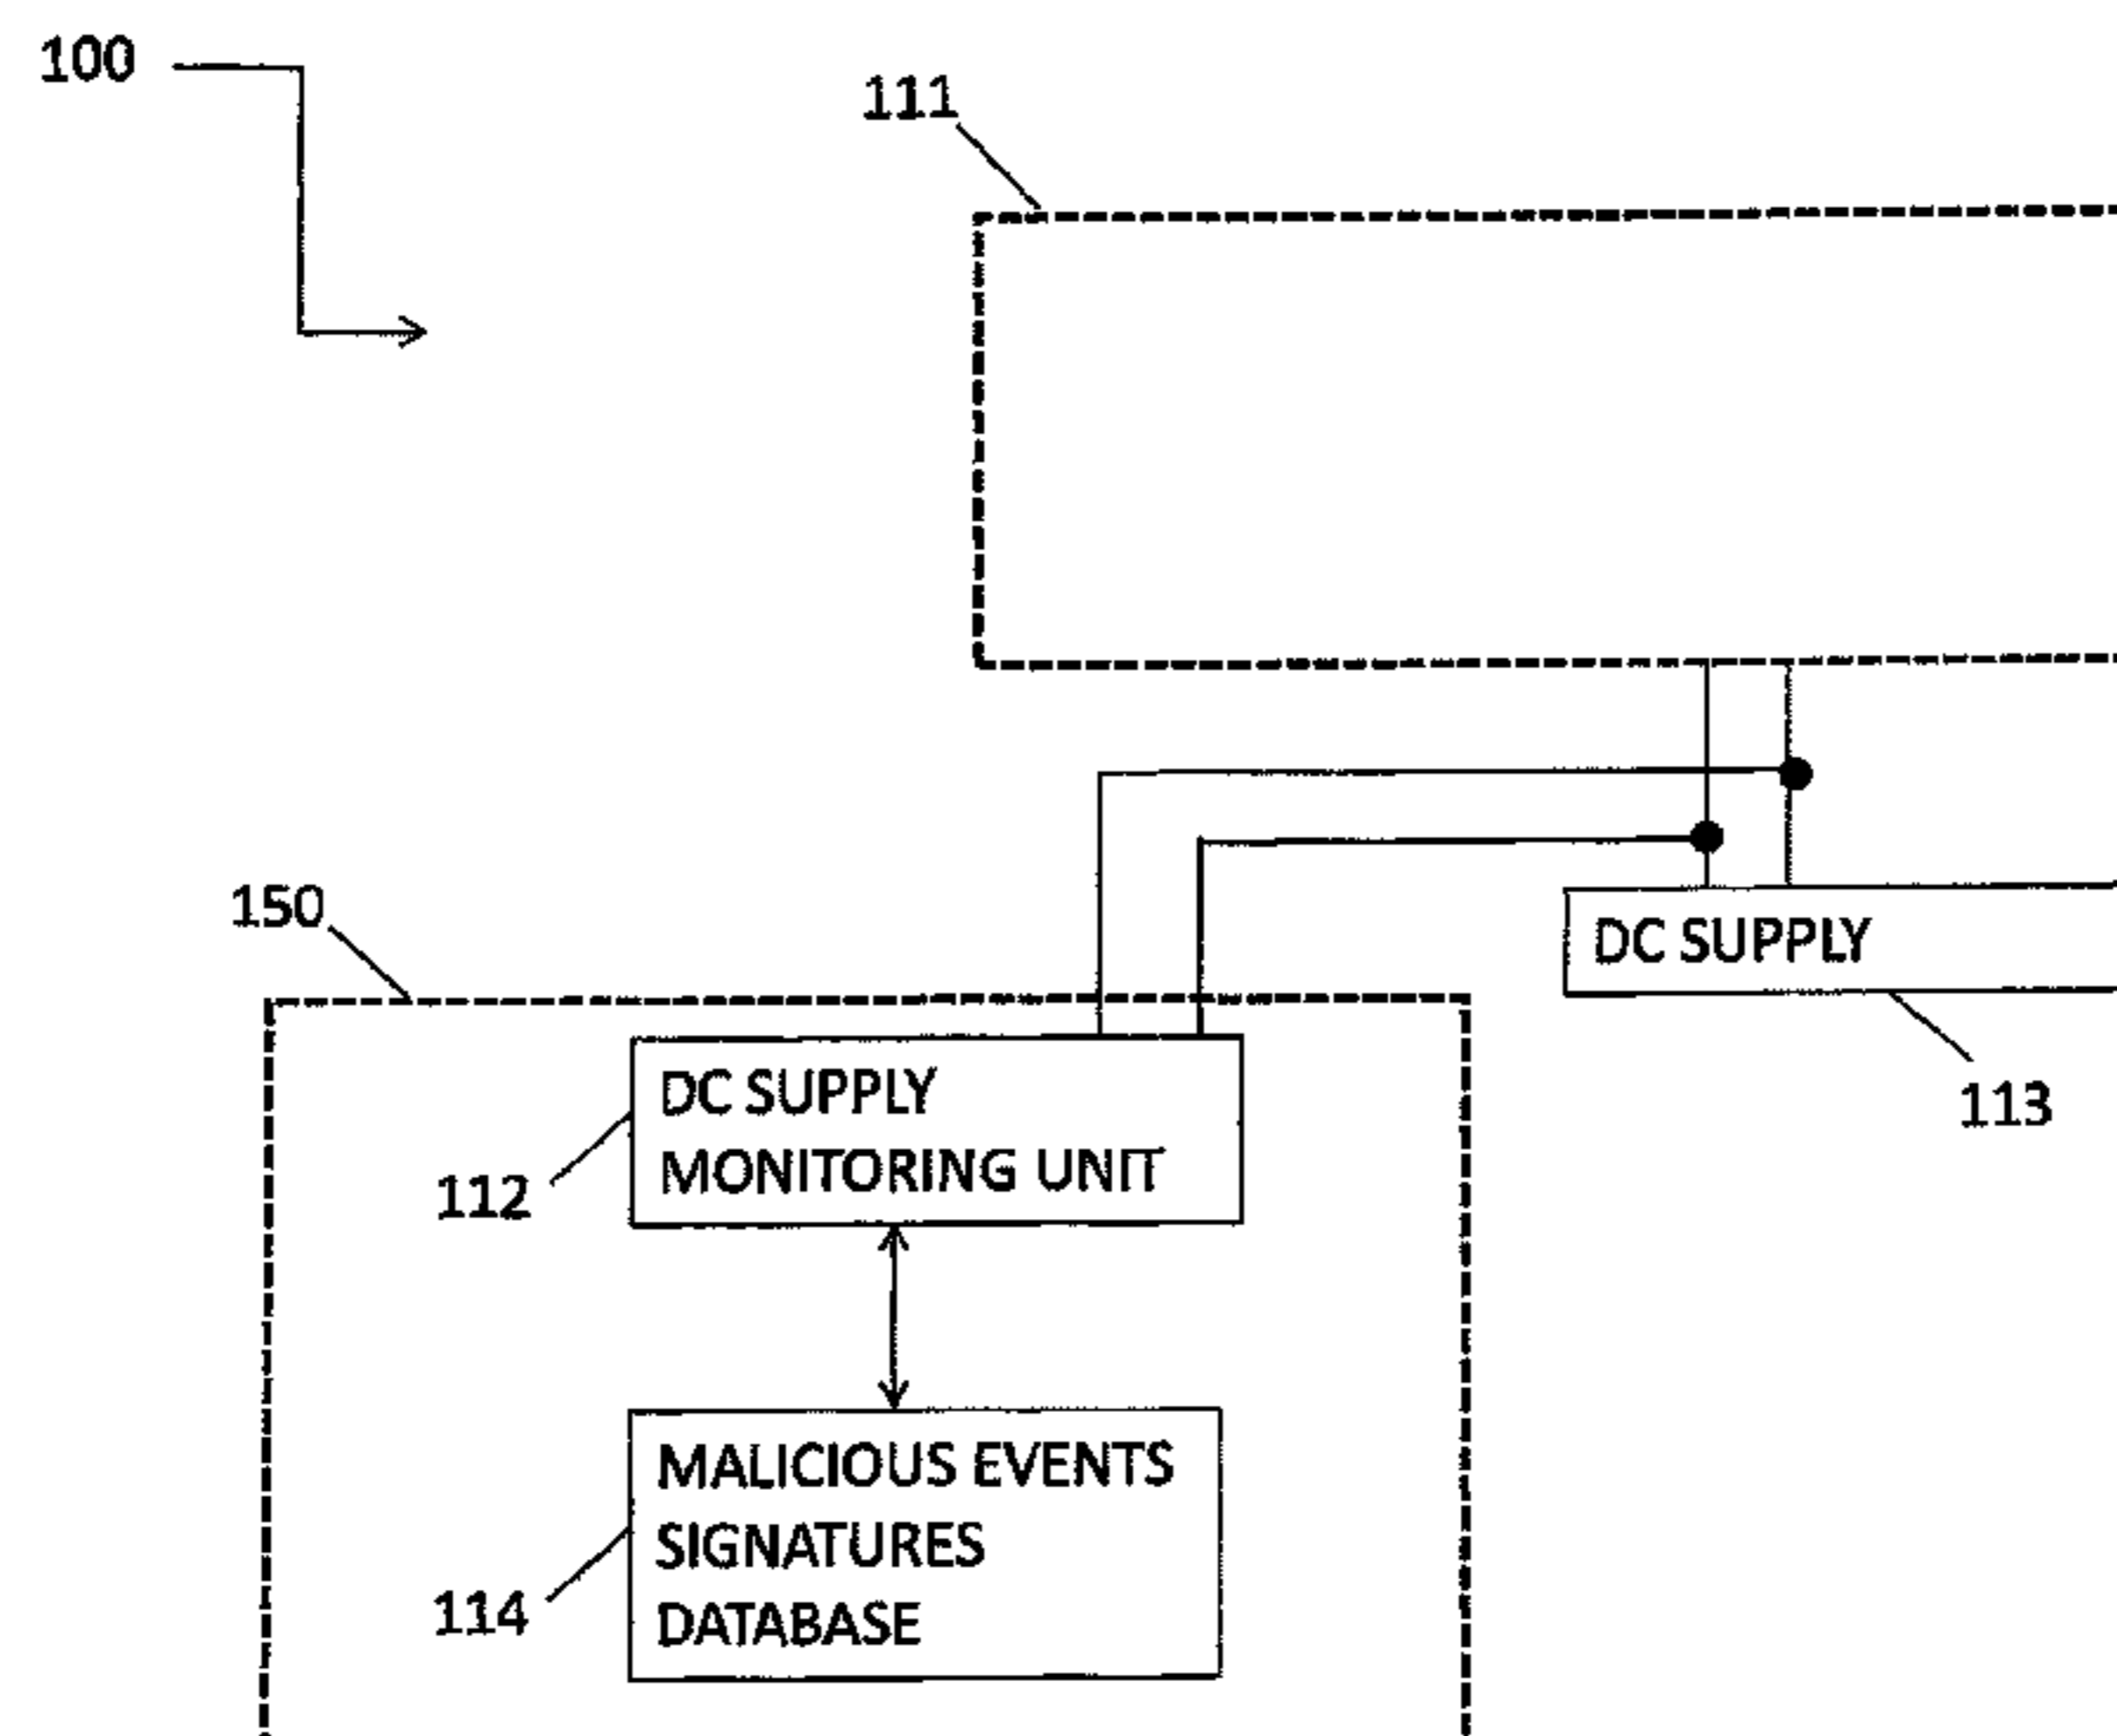 100
111
150
DC SUPPLY
113
DC SUPPLY
MONITORING UNIT
112
MALICIOUS EVENTS
SIGNATURES
DATABASE
114